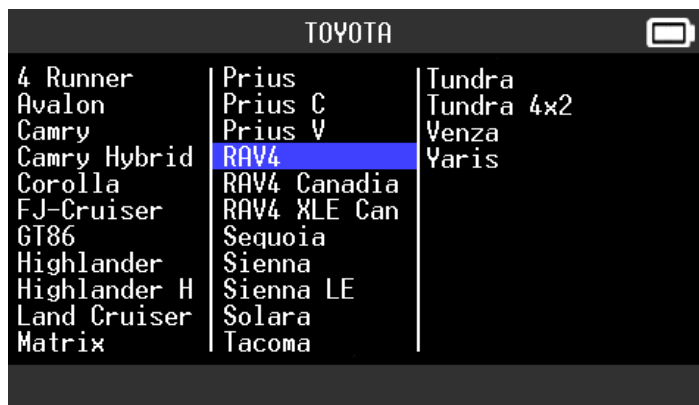 TOYOTA
4 Runner
Avalon
Camry
Camry Hybrid
Corolla
FJ-Cruiser
GT86
Highlander
Highlander H
Land Cruiser
Matrix
Prius
Prius C
Prius V
RAV4
RAV4 Canadia
RAV4 XLE Can
Sequoia
Sienna
Sienna LE
Solara
Tacoma
Tundra
Tundra 4x2
Venza
Yaris